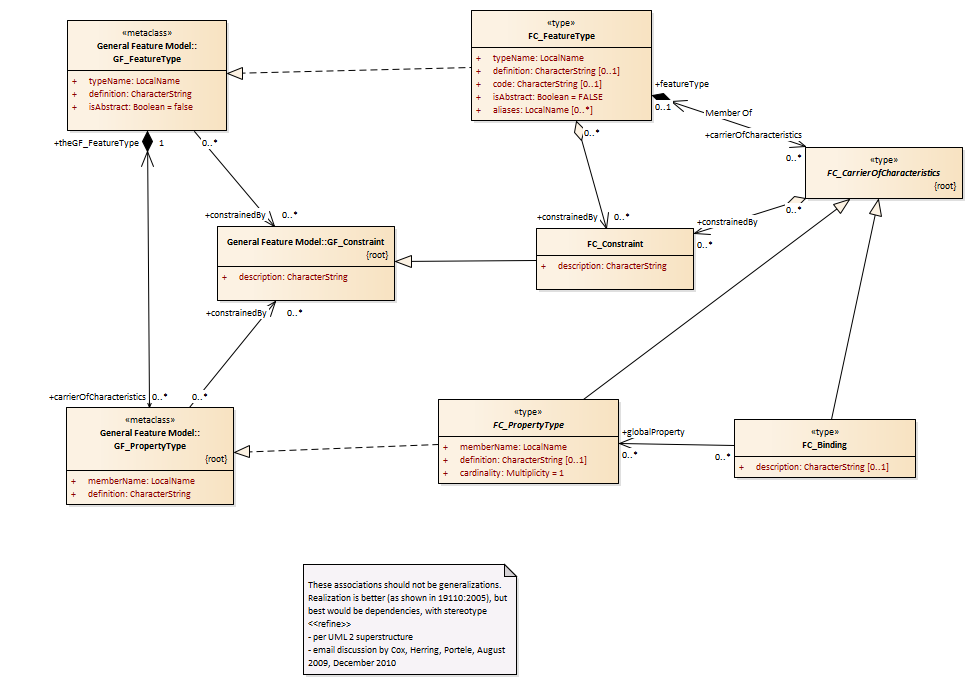 «metaclass»
General Feature Model::
GF_FeatureType
+ typeName: LocalName
+ definition: CharacterString
+ isAbstract: Boolean = false
«type»
FC_FeatureType
+ typeName: LocalName
+ definition: CharacterString [0..1]
+ code: CharacterString [0..1]
+ isAbstract: Boolean = FALSE
+ aliases: LocalName [0..*]
+featureType
0..1
Member Of
+carrierOfCharacteristics
0..*
+theGF_FeatureType 1
0..*
0..*
«type»
FC_CarrierOfCharacteristics
{root}
+constrainedBy 0..*
+constrainedBy 0..*
0..*
+constrainedBy
0..*
General Feature Model::GF_Constraint
{root}
+ description: CharacterString
FC_Constraint
+ description: CharacterString
+constrainedBy 0..*
+carrierOfCharacteristics 0..*
0..*
«metaclass»
General Feature Model::
GF_PropertyType
{root}
+ memberName: LocalName
+ definition: CharacterString
«type»
FC_PropertyType
+ memberName: LocalName
+ definition: CharacterString [0..1]
+ cardinality: Multiplicity = 1
+globalProperty
0..*
0..*
«type»
FC_Binding
+ description: CharacterString [0..1]
These associations should not be generalizations.
Realization is better (as shown in 19110:2005), but
best would be dependencies, with stereotype
<<refine>>
- per UML 2 superstructure
- email discussion by Cox, Herring, Portele, August
2009, December 2010